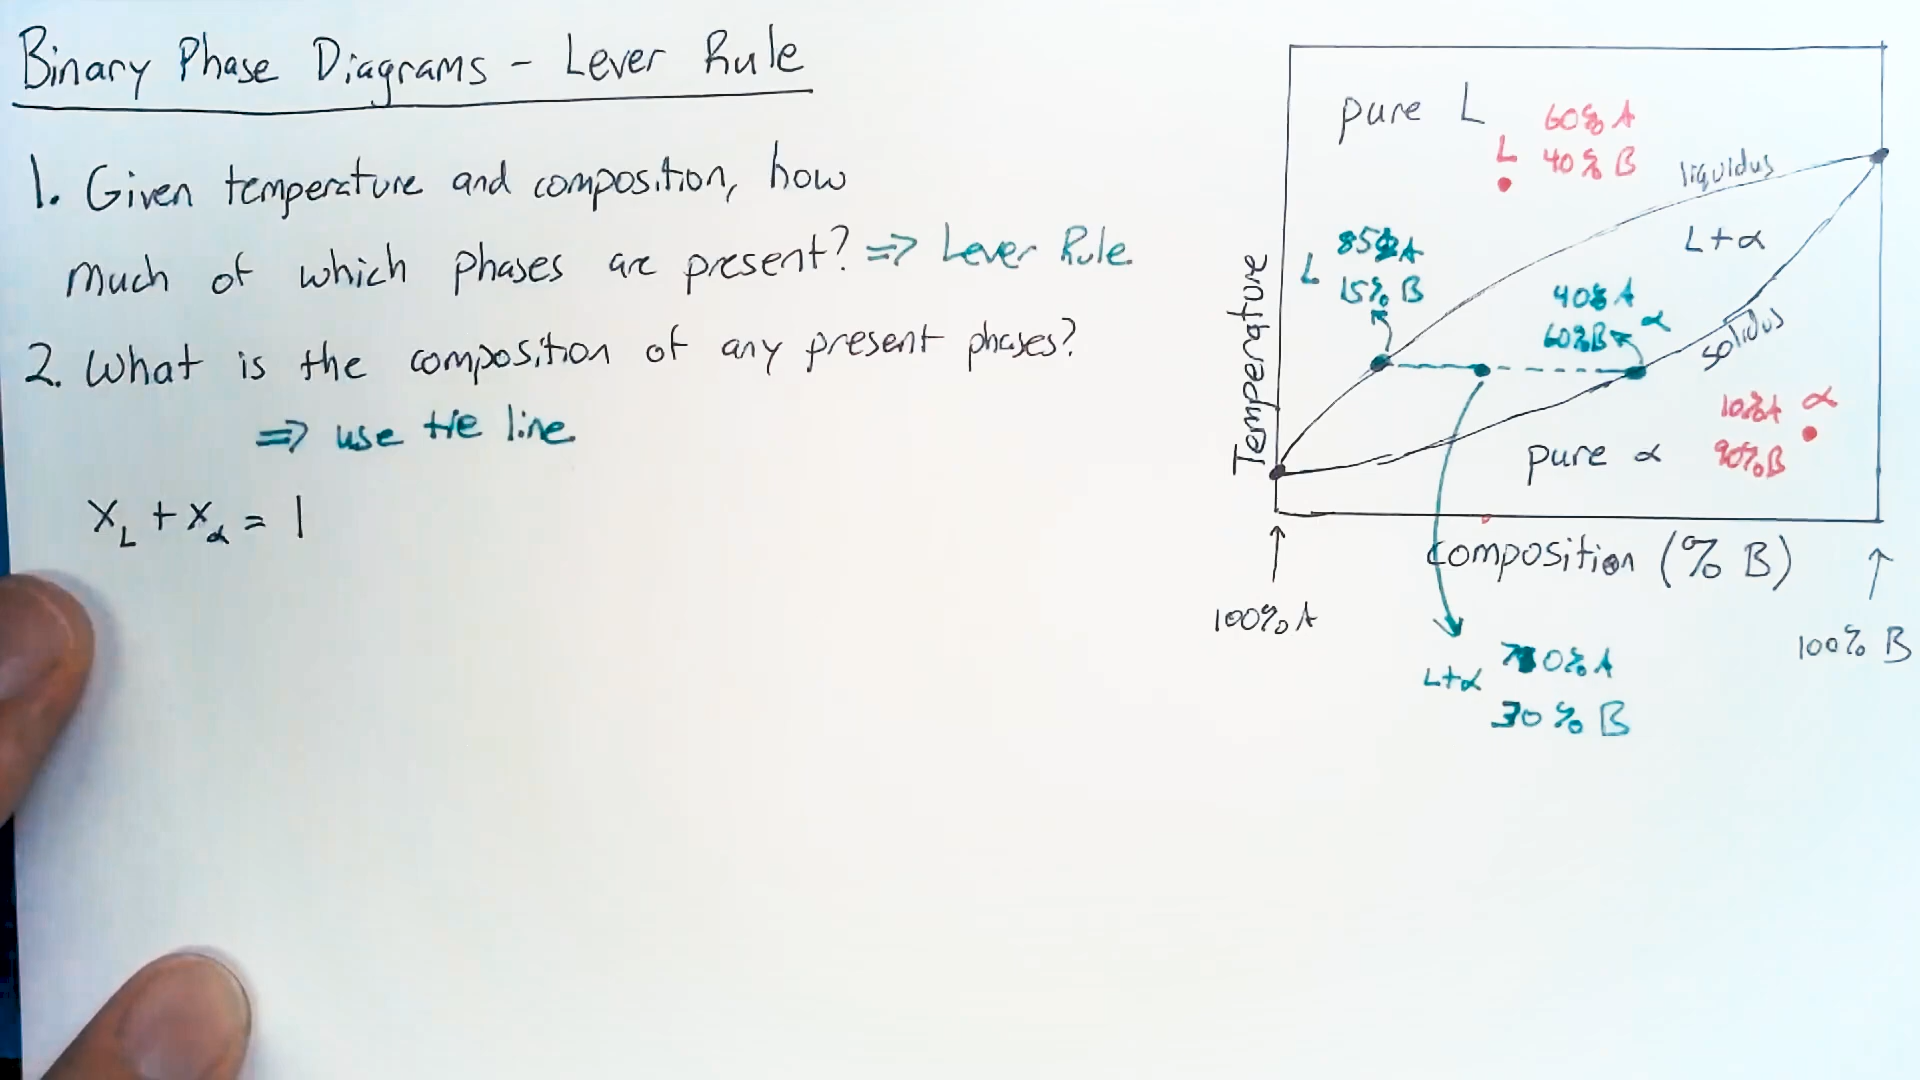 Binary Phase Diagrams - Lever Rule
1. Given temperature and composition, how
much of which phases are present? => Lever Rule
2. What is the composition of any present phases?
=> use tie line
X_L + X_α = 1
pure L
60% A
L 40% B
liquidus
L+α
85% A
L 15% B
40% A
60% B α
solidus
10% A α
90% B
pure α
Temperature
composition (% B)
100% A
100% B
L+α 70% A
30% B